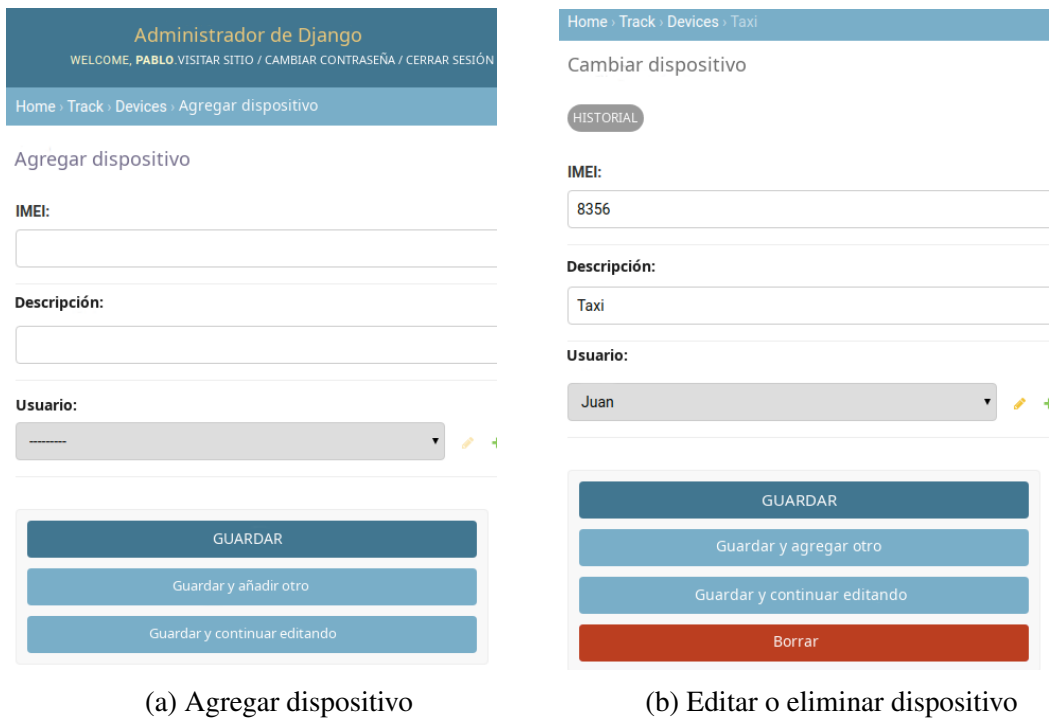 Administrador de Django
WELCOME, PABLO.VISITAR SITIO / CAMBIAR CONTRASEÑA / CERRAR SESIÓN
Home › Track › Devices › Agregar dispositivo
Agregar dispositivo
IMEI:
Descripción:
Usuario:
---------
GUARDAR
Guardar y añadir otro
Guardar y continuar editando
(a) Agregar dispositivo
Home › Track › Devices › Taxi
Cambiar dispositivo
HISTORIAL
IMEI:
8356
Descripción:
Taxi
Usuario:
Juan
GUARDAR
Guardar y agregar otro
Guardar y continuar editando
Borrar
(b) Editar o eliminar dispositivo